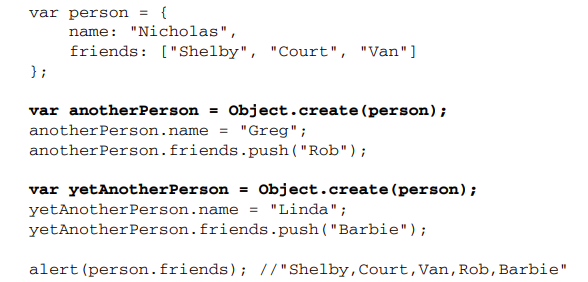 var person = {
    name: "Nicholas",
    friends: ["Shelby", "Court", "Van"]
};
var anotherPerson = Object.create(person);
anotherPerson.name = "Greg";
anotherPerson.friends.push("Rob");
var yetAnotherPerson = Object.create(person);
yetAnotherPerson.name = "Linda";
yetAnotherPerson.friends.push("Barbie");
alert(person.friends); //"Shelby,Court,Van,Rob,Barbie"